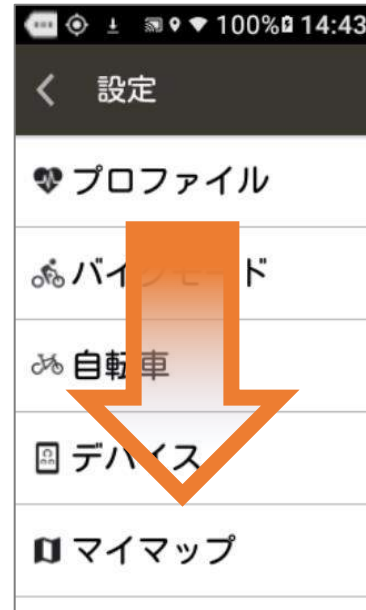 100% 14:43
設定
プロファイル
バイクモード
自転車
デバイス
マイマップ